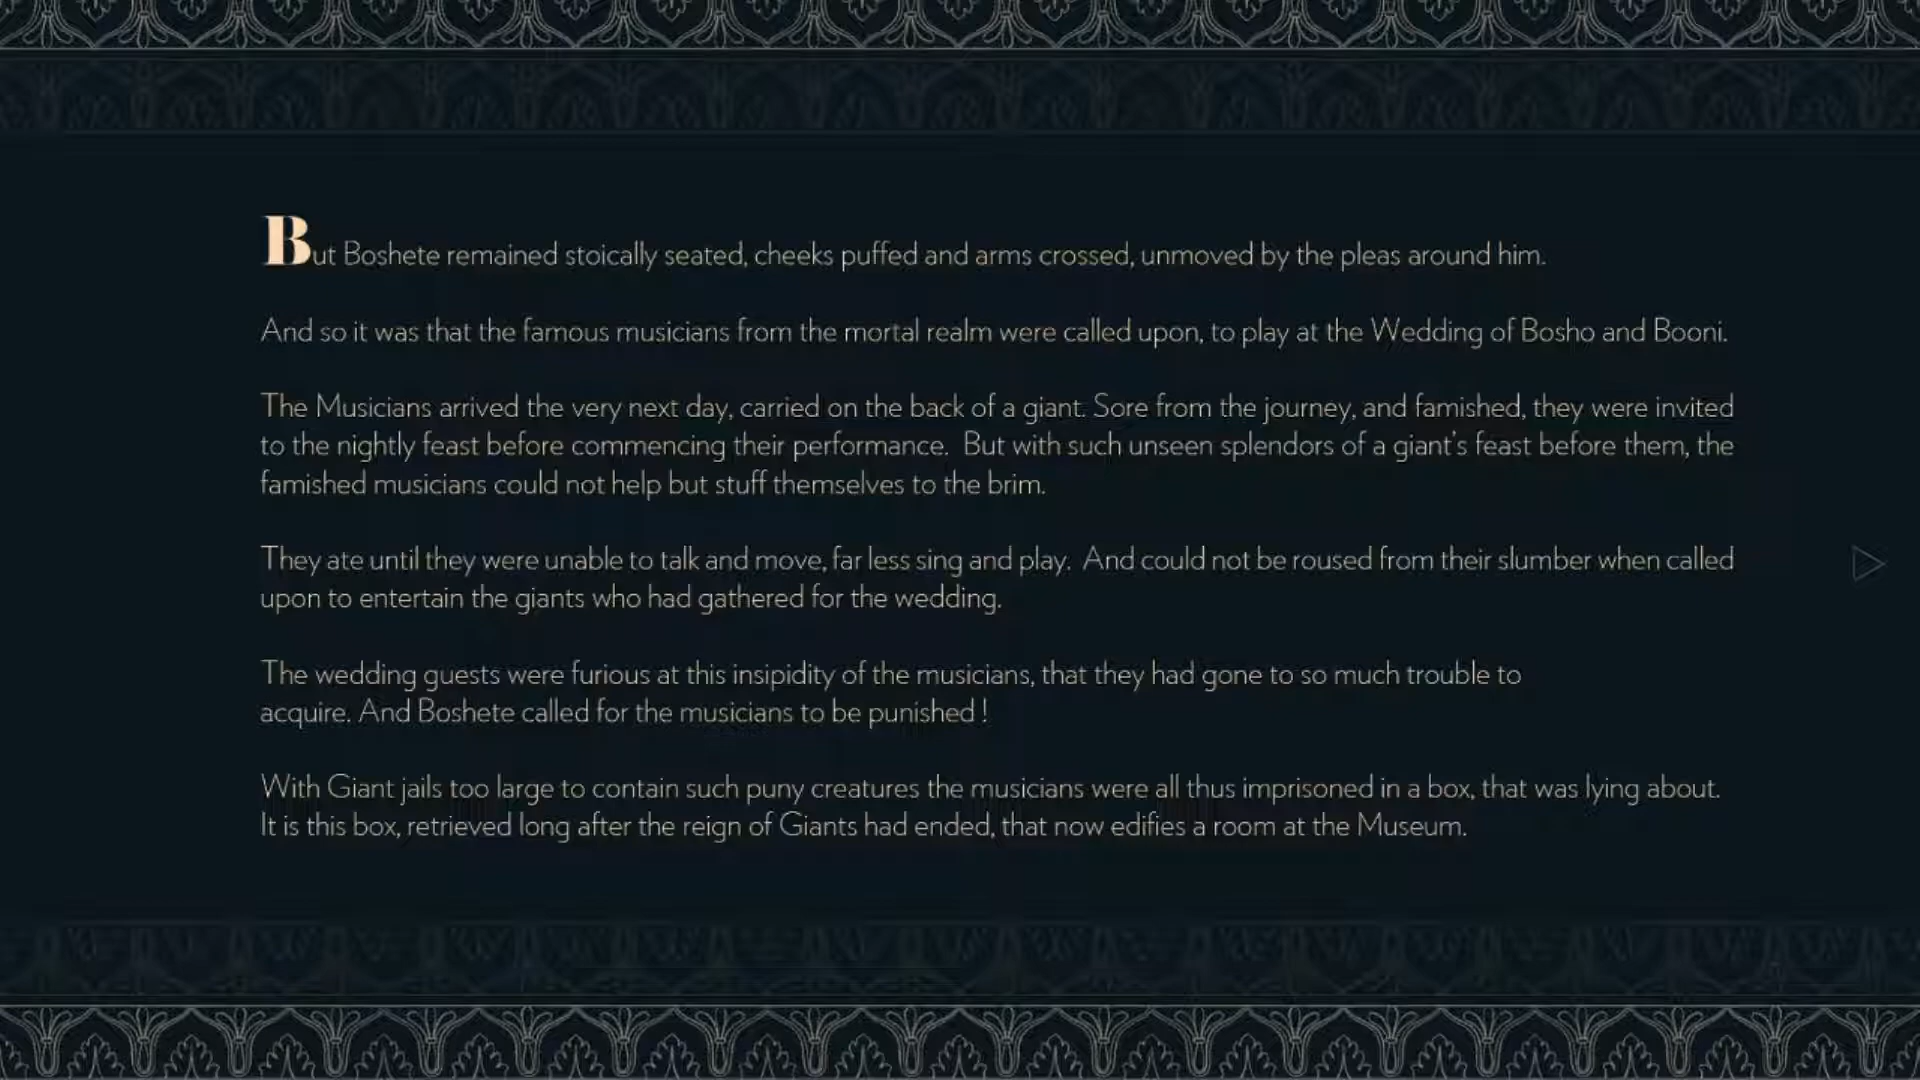 But Boshete remained stoically seated, cheeks puffed and arms crossed, unmoved by the pleas around him.
And so it was that the famous musicians from the mortal realm were called upon, to play at the Wedding of Bosho and Booni.
The Musicians arrived the very next day, carried on the back of a giant. Sore from the journey, and famished, they were invited
to the nightly feast before commencing their performance.  But with such unseen splendors of a giant's feast before them, the
famished musicians could not help but stuff themselves to the brim.
They ate until they were unable to talk and move, far less sing and play.  And could not be roused from their slumber when called
upon to entertain the giants who had gathered for the wedding.
The wedding guests were furious at this insipidity of the musicians, that they had gone to so much trouble to
acquire. And Boshete called for the musicians to be punished !
With Giant jails too large to contain such puny creatures the musicians were all thus imprisoned in a box, that was lying about.
It is this box, retrieved long after the reign of Giants had ended, that now edifies a room at the Museum.